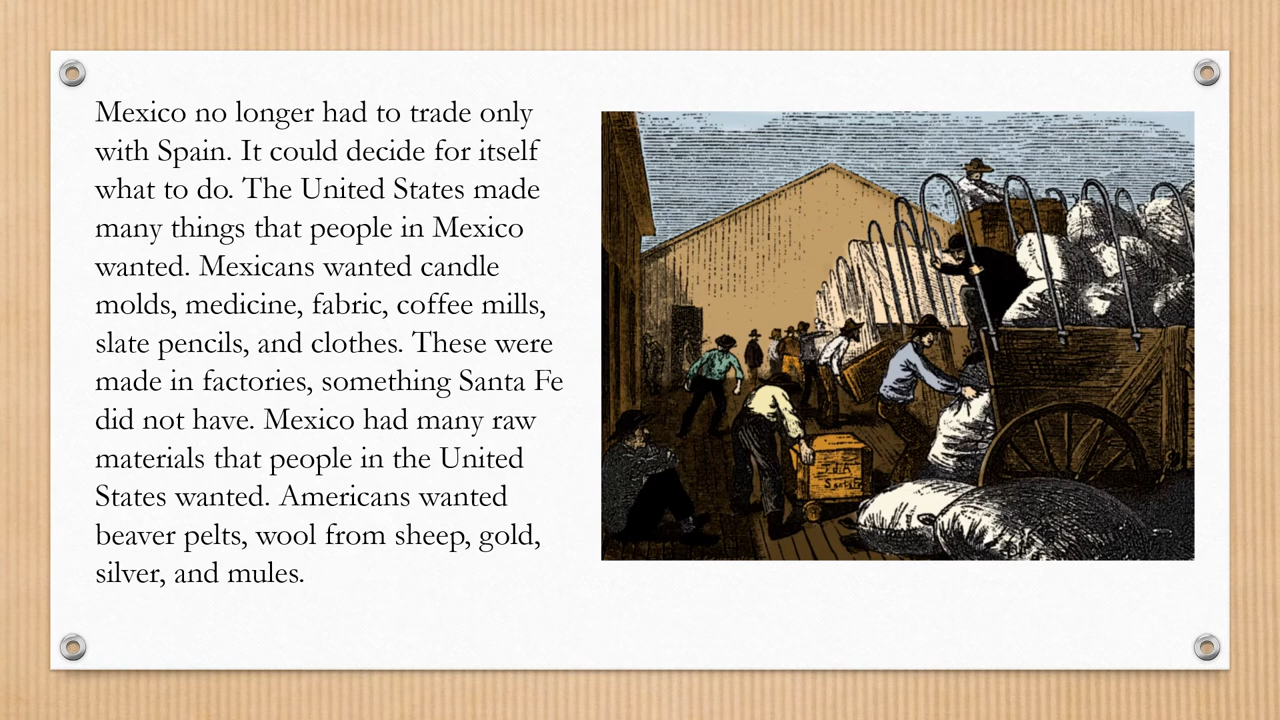 Mexico no longer had to trade only
with Spain. It could decide for itself
what to do. The United States made
many things that people in Mexico
wanted. Mexicans wanted candle
molds, medicine, fabric, coffee mills,
slate pencils, and clothes. These were
made in factories, something Santa Fe
did not have. Mexico had many raw
materials that people in the United
States wanted. Americans wanted
beaver pelts, wool from sheep, gold,
silver, and mules.